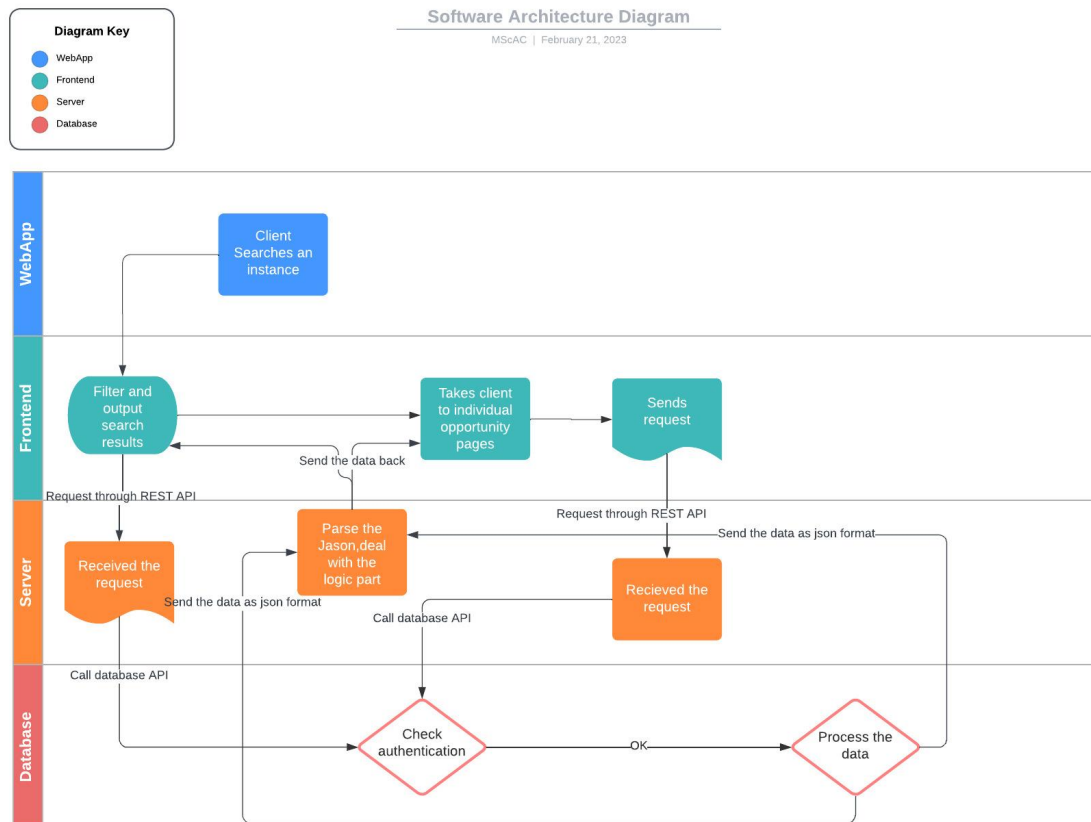 Software Architecture Diagram
MScAC | February 21, 2023
Diagram Key
WebApp
Frontend
Server
Database
WebApp
Client
Searches an
instance
Frontend
Filter and
output
search
results
Takes client
to individual
opportunity
pages
Sends
request
Send the data back
Request through REST API
Request through REST API
Server
Received the
request
Parse the
Jason,deal
with the
logic part
Send the data as json format
Recieved the
request
Send the data as json format
Call database API
Call database API
Database
Check
authentication
OK
Process the
data